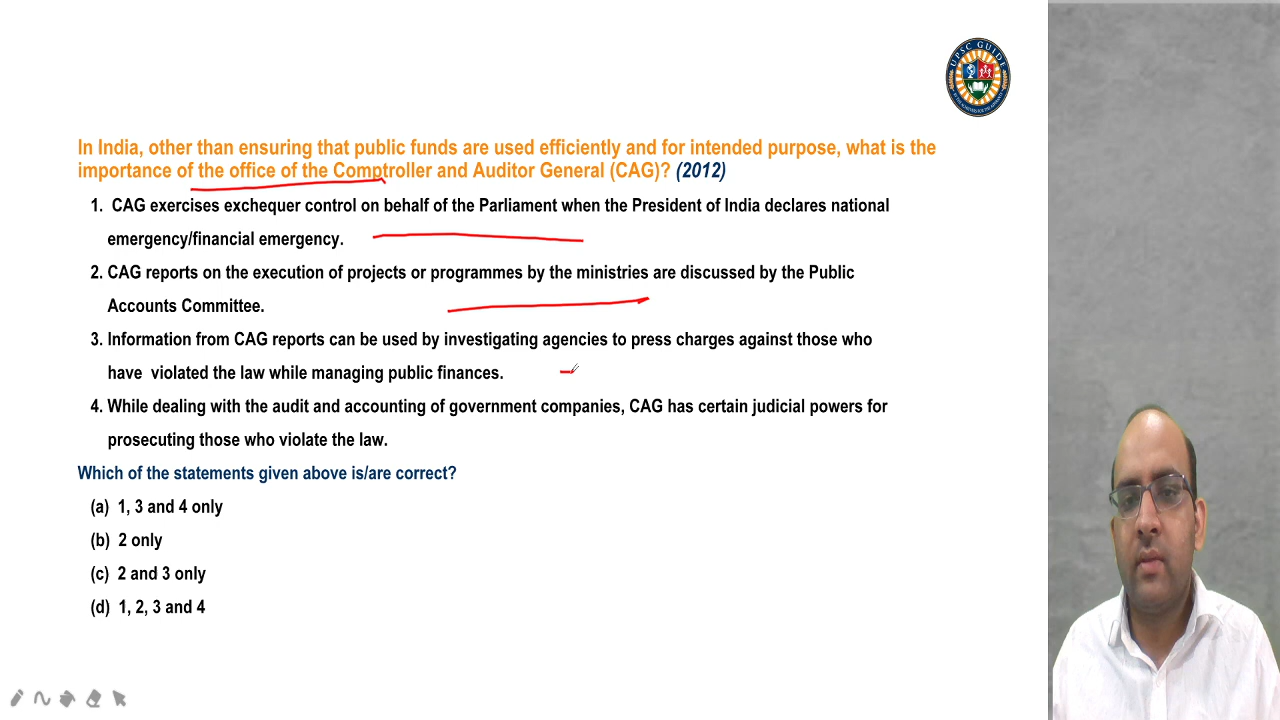 UPSC GUIDE
In India, other than ensuring that public funds are used efficiently and for intended purpose, what is the
importance of the office of the Comptroller and Auditor General (CAG)? (2012)
1. CAG exercises exchequer control on behalf of the Parliament when the President of India declares national
emergency/financial emergency.
2. CAG reports on the execution of projects or programmes by the ministries are discussed by the Public
Accounts Committee.
3. Information from CAG reports can be used by investigating agencies to press charges against those who
have violated the law while managing public finances.
4. While dealing with the audit and accounting of government companies, CAG has certain judicial powers for
prosecuting those who violate the law.
Which of the statements given above is/are correct?
(a) 1, 3 and 4 only
(b) 2 only
(c) 2 and 3 only
(d) 1, 2, 3 and 4